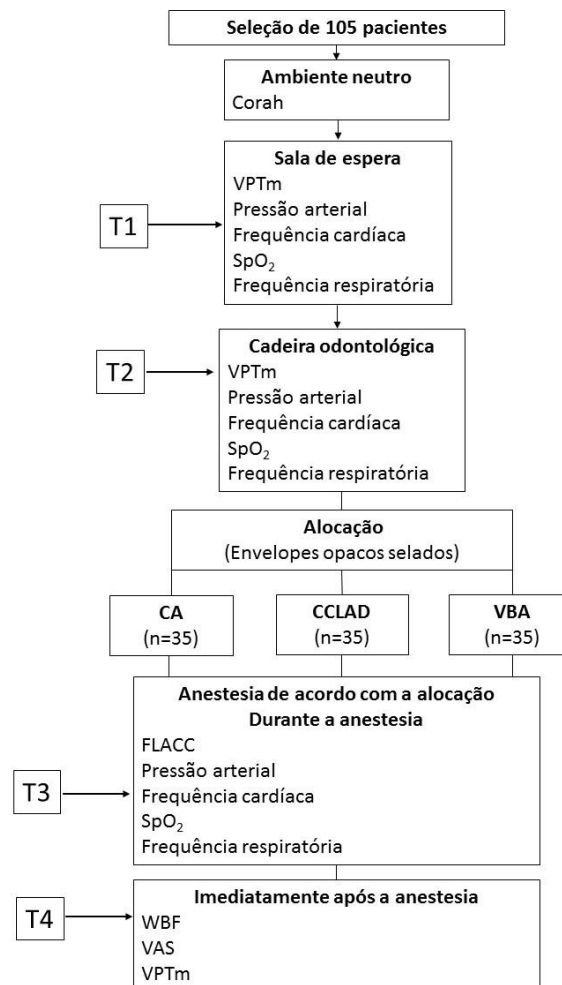 Seleção de 105 pacientes
Ambiente neutro
Corah
Sala de espera
VPTm
Pressão arterial
T1
Frequência cardíaca
SpO₂
Frequência respiratória
Cadeira odontológica
T2
VPTm
Pressão arterial
Frequência cardíaca
SpO₂
Frequência respiratória
Alocação
(Envelopes opacos selados)
CA
(n=35)
CCLAD
(n=35)
VBA
(n=35)
Anestesia de acordo com a alocação
Durante a anestesia
FLACC
Pressão arterial
T3
Frequência cardíaca
SpO₂
Frequência respiratória
Imediatamente após a anestesia
T4
WBF
VAS
VPTm